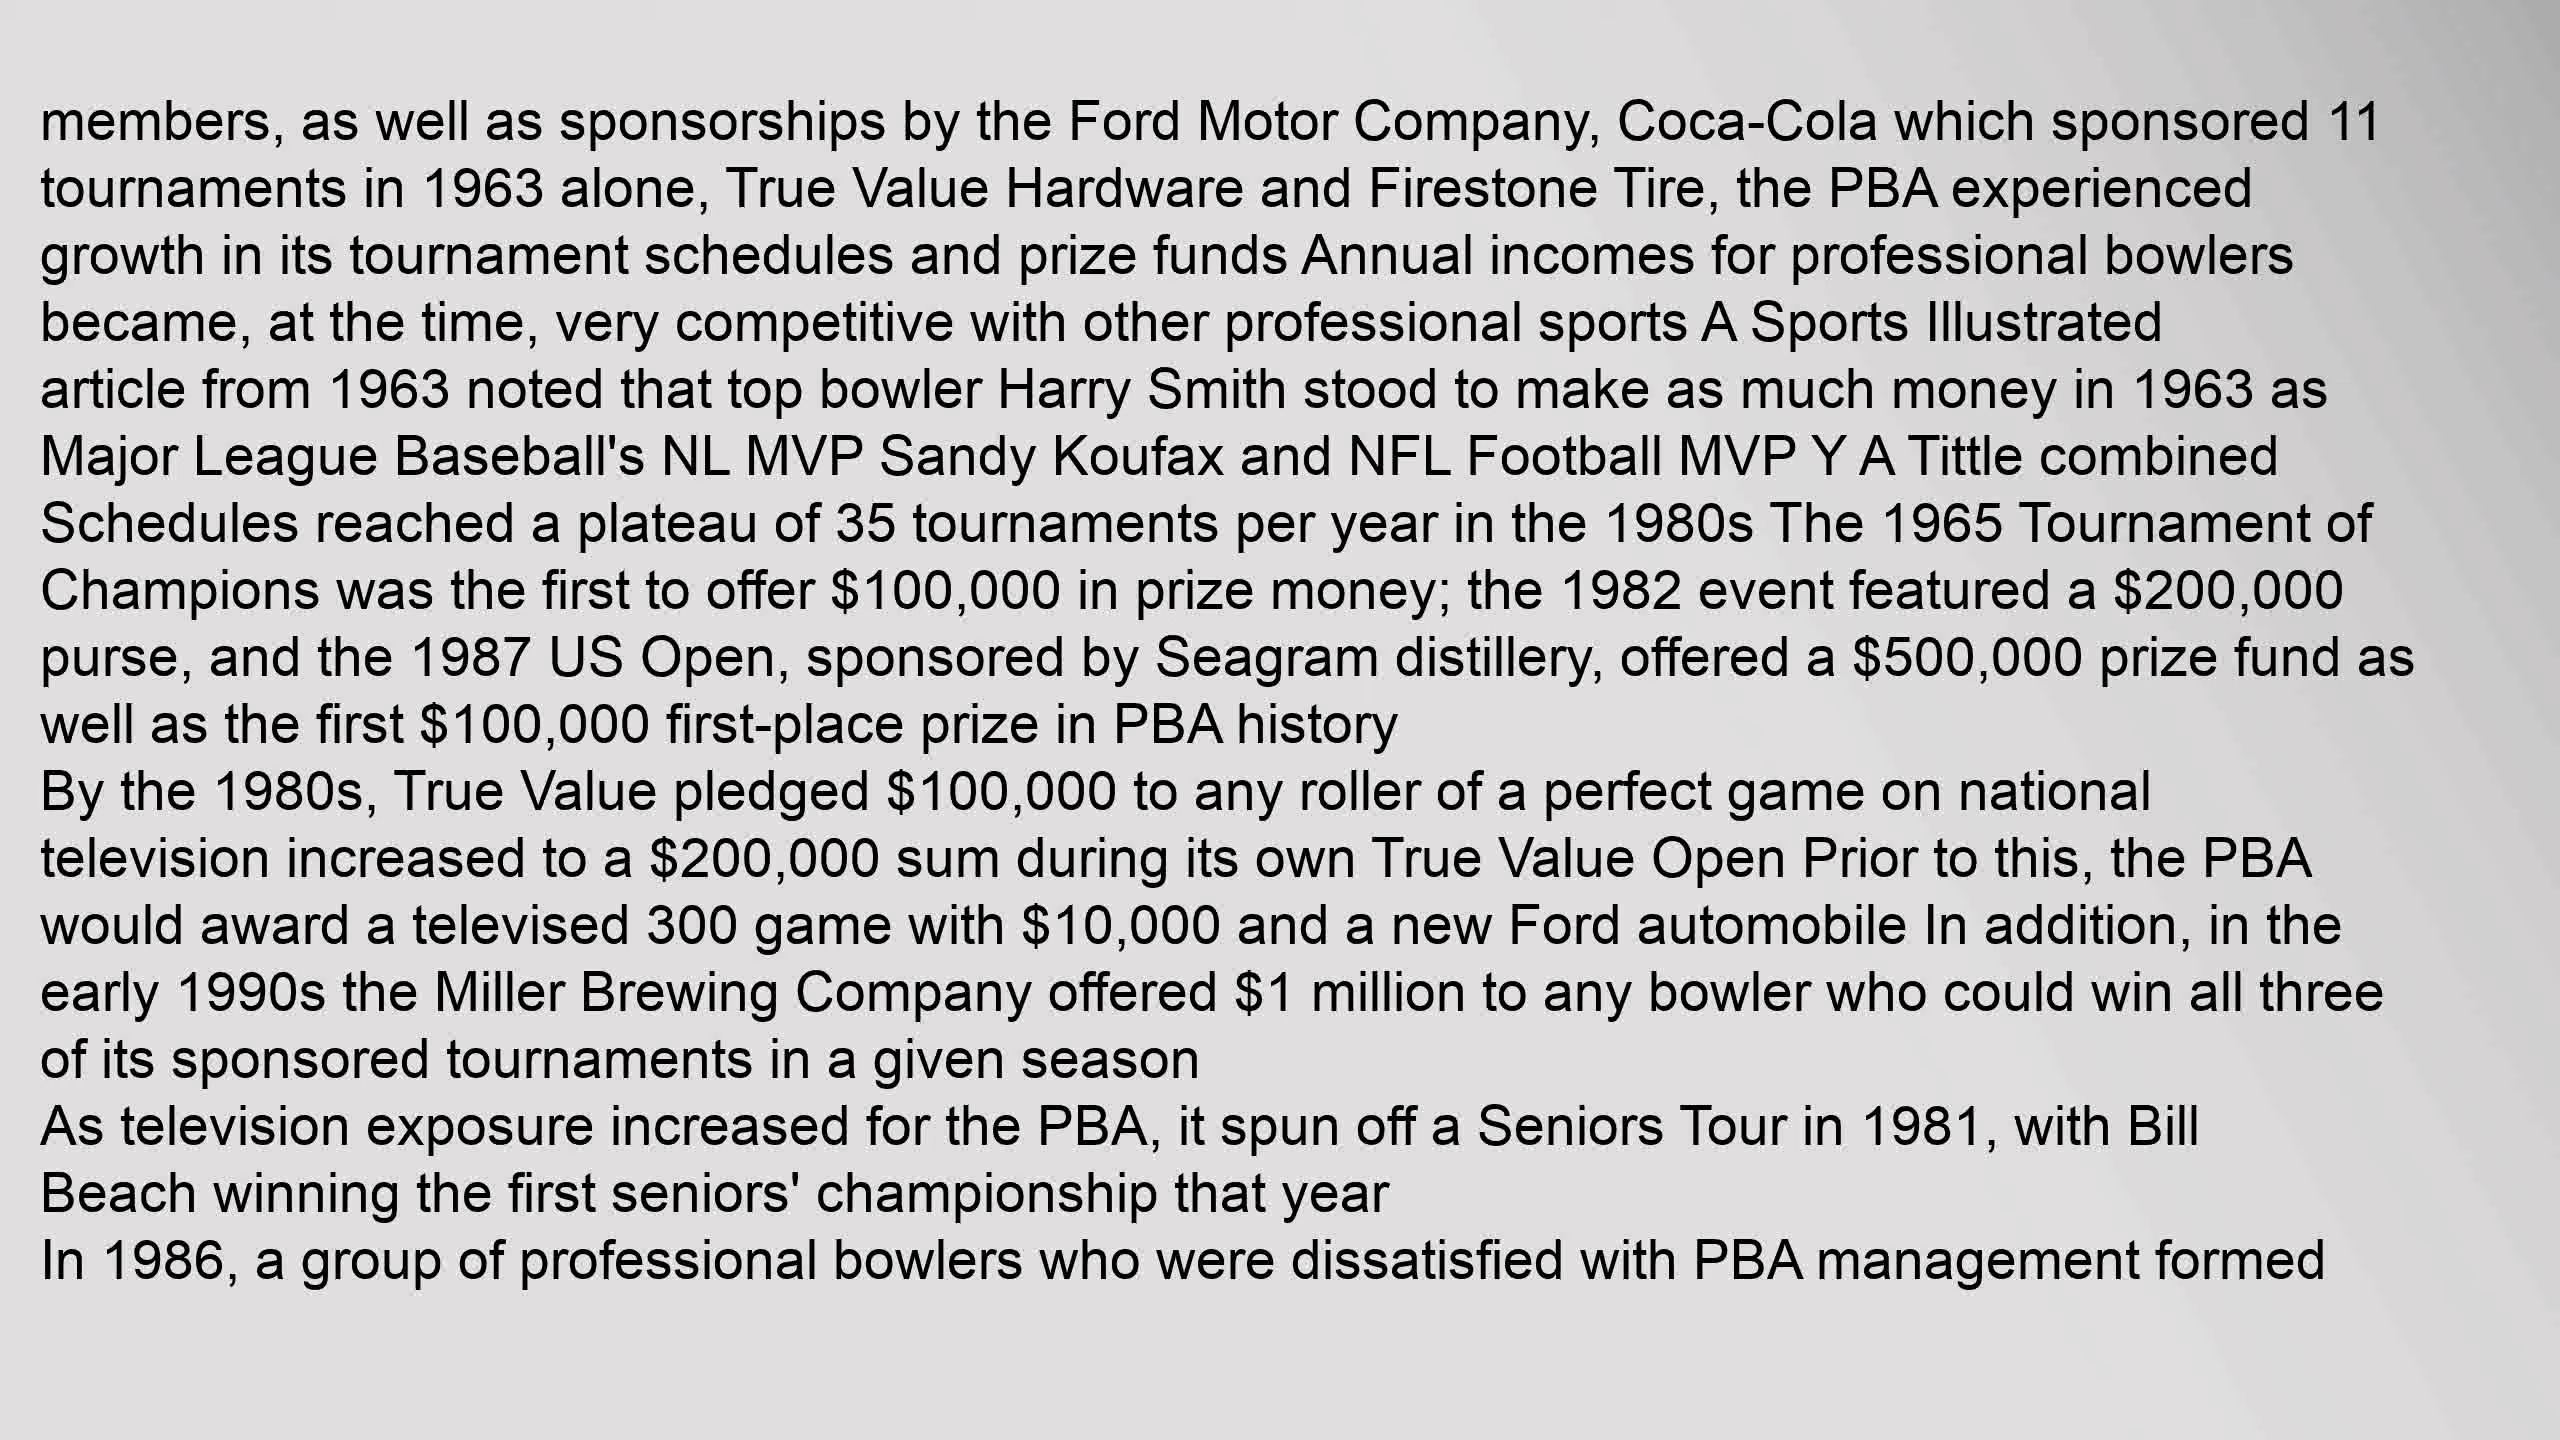 members, as well as sponsorships by the Ford Motor Company, Coca-Cola which sponsored 11
tournaments in 1963 alone, True Value Hardware and Firestone Tire, the PBA experienced
growth in its tournament schedules and prize funds Annual incomes for professional bowlers
became, at the time, very competitive with other professional sports A Sports Illustrated
article from 1963 noted that top bowler Harry Smith stood to make as much money in 1963 as
Major League Baseball's NL MVP Sandy Koufax and NFL Football MVP Y A Tittle combined
Schedules reached a plateau of 35 tournaments per year in the 1980s The 1965 Tournament of
Champions was the first to offer $100,000 in prize money; the 1982 event featured a $200,000
purse, and the 1987 US Open, sponsored by Seagram distillery, offered a $500,000 prize fund as
well as the first $100,000 first-place prize in PBA history
By the 1980s, True Value pledged $100,000 to any roller of a perfect game on national
television increased to a $200,000 sum during its own True Value Open Prior to this, the PBA
would award a televised 300 game with $10,000 and a new Ford automobile In addition, in the
early 1990s the Miller Brewing Company offered $1 million to any bowler who could win all three
of its sponsored tournaments in a given season
As television exposure increased for the PBA, it spun off a Seniors Tour in 1981, with Bill
Beach winning the first seniors' championship that year
In 1986, a group of professional bowlers who were dissatisfied with PBA management formed